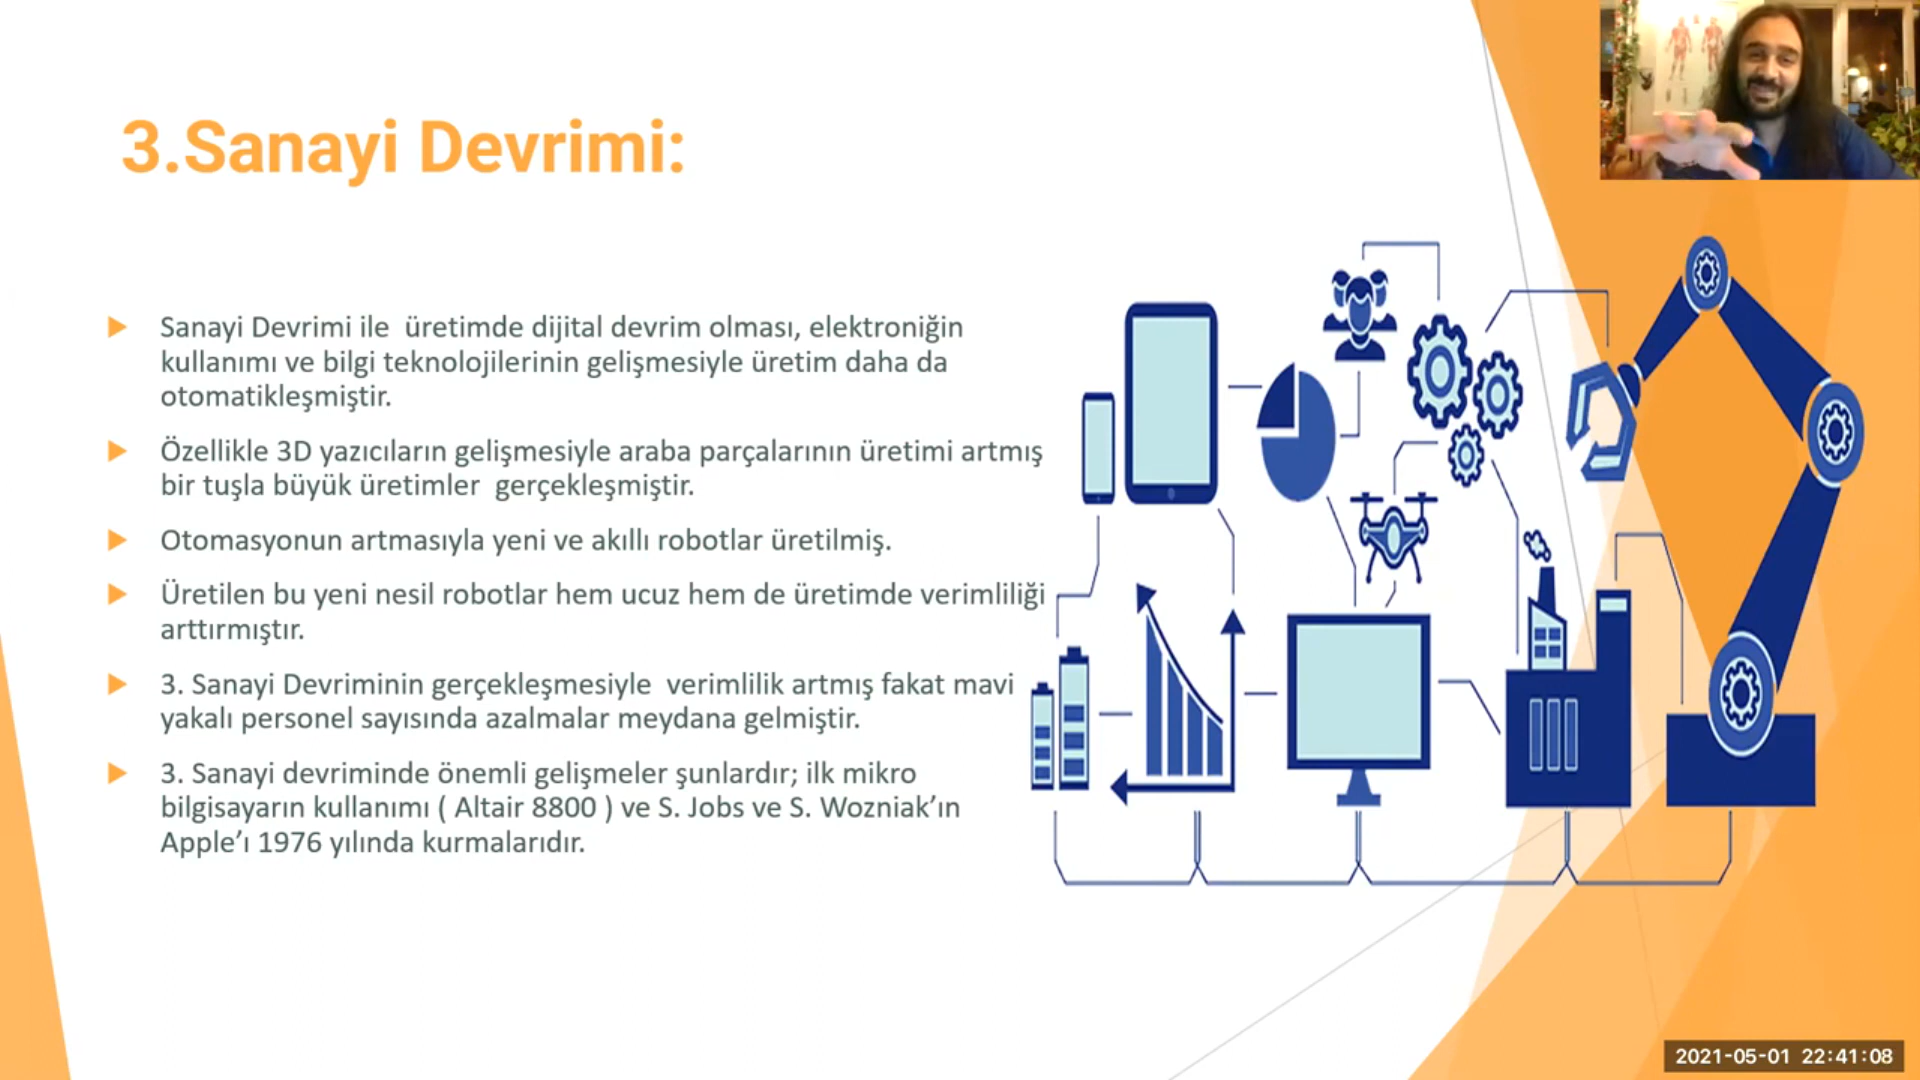 3.Sanayi Devrimi:
Sanayi Devrimi ile  üretimde dijital devrim olması, elektroniğin
kullanımı ve bilgi teknolojilerinin gelişmesiyle üretim daha da
otomatikleşmiştir.
Özellikle 3D yazıcıların gelişmesiyle araba parçalarının üretimi artmış
bir tuşla büyük üretimler  gerçekleşmiştir.
Otomasyonun artmasıyla yeni ve akıllı robotlar üretilmiş.
Üretilen bu yeni nesil robotlar hem ucuz hem de üretimde verimliliği
arttırmıştır.
3. Sanayi Devriminin gerçekleşmesiyle  verimlilik artmış fakat mavi
yakalı personel sayısında azalmalar meydana gelmiştir.
3. Sanayi devriminde önemli gelişmeler şunlardır; ilk mikro
bilgisayarın kullanımı ( Altair 8800 ) ve S. Jobs ve S. Wozniak’ın
Apple’ı 1976 yılında kurmalarıdır.
2021-05-01 22:41:08